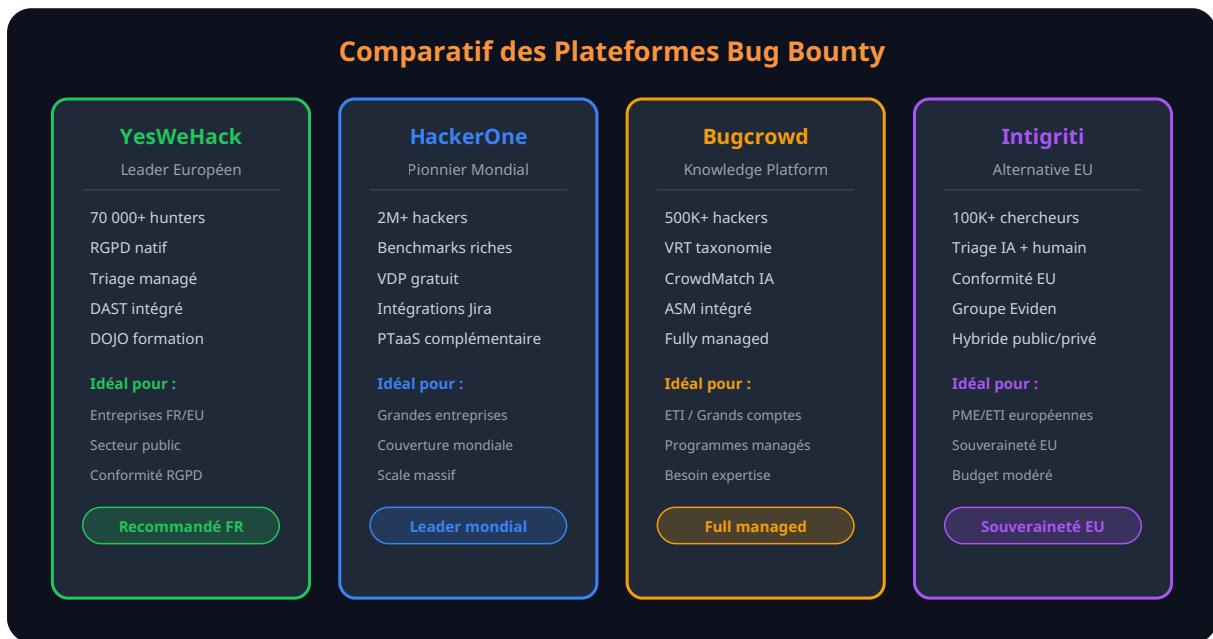 Comparatif des Plateformes Bug Bounty
YesWeHack
Leader Européen
70 000+ hunters
RGPD natif
Triage managé
DAST intégré
DOJO formation
Idéal pour :
Entreprises FR/EU
Secteur public
Conformité RGPD
Recommandé FR
HackerOne
Pionnier Mondial
2M+ hackers
Benchmarks riches
VDP gratuit
Intégrations Jira
PTaaS complémentaire
Idéal pour :
Grandes entreprises
Couverture mondiale
Scale massif
Leader mondial
Bugcrowd
Knowledge Platform
500K+ hackers
VRT taxonomie
CrowdMatch IA
ASM intégré
Fully managed
Idéal pour :
ETI / Grands comptes
Programmes managés
Besoin expertise
Full managed
Intigriti
Alternative EU
100K+ chercheurs
Triage IA + humain
Conformité EU
Groupe Eviden
Hybride public/privé
Idéal pour :
PME/ETI européennes
Souveraineté EU
Budget modéré
Souveraineté EU